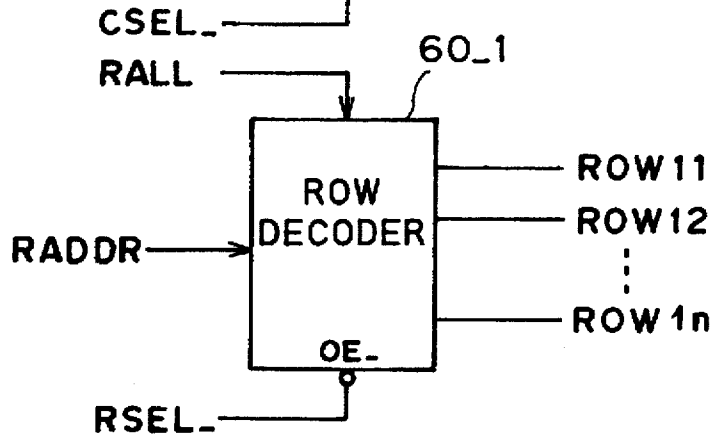 CSEL_
RALL
60_1
ROW
DECODER
ROW11
ROW12
RADDR
ROW1n
OE_
RSEL_